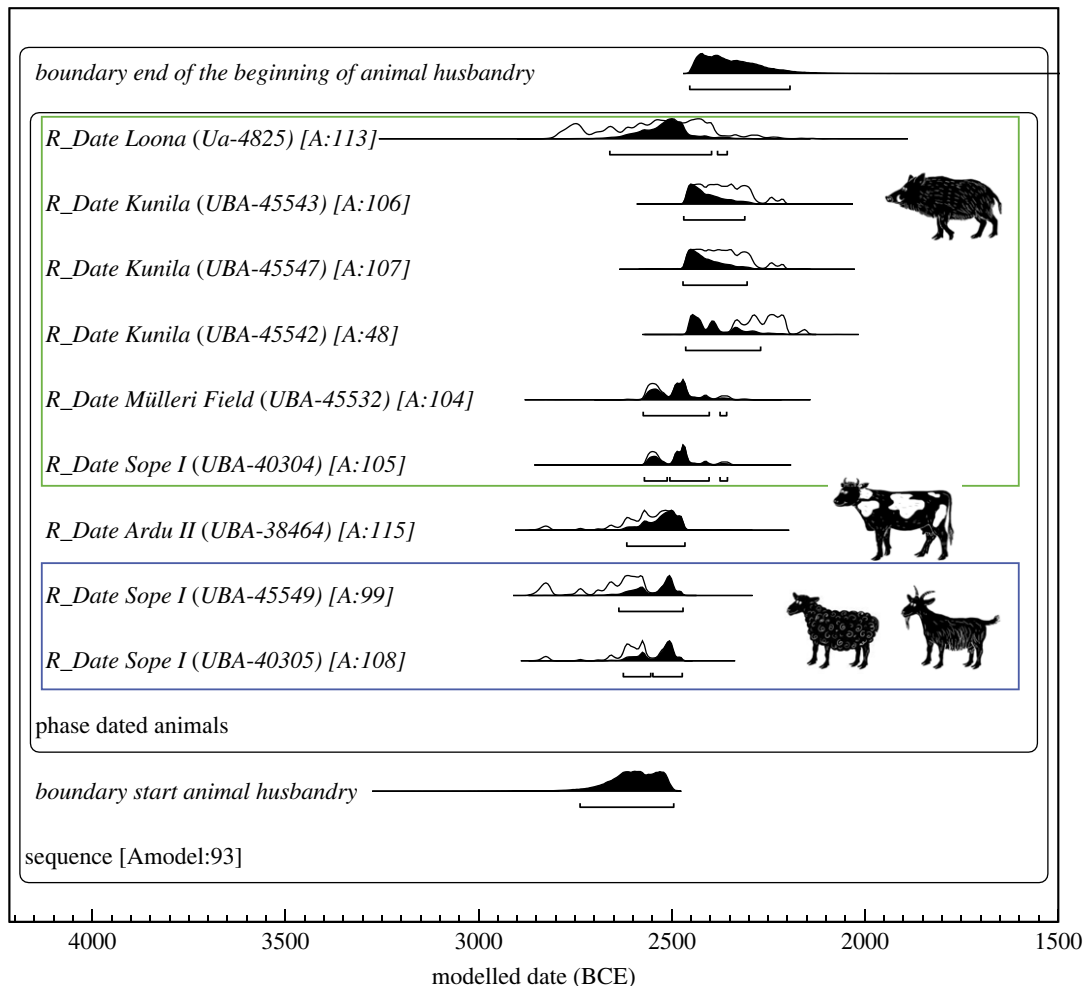 boundary end of the beginning of animal husbandry
R_Date Loona (Ua-4825) [A:113]
R_Date Kunila (UBA-45543) [A:106]
R_Date Kunila (UBA-45547) [A:107]
R_Date Kunila (UBA-45542) [A:48]
R_Date Mülleri Field (UBA-45532) [A:104]
R_Date Sope I (UBA-40304) [A:105]
R_Date Ardu II (UBA-38464) [A:115]
R_Date Sope I (UBA-45549) [A:99]
R_Date Sope I (UBA-40305) [A:108]
phase dated animals
boundary start animal husbandry
sequence [Amodel:93]
4000 3500 3000 2500 2000 1500
modelled date (BCE)